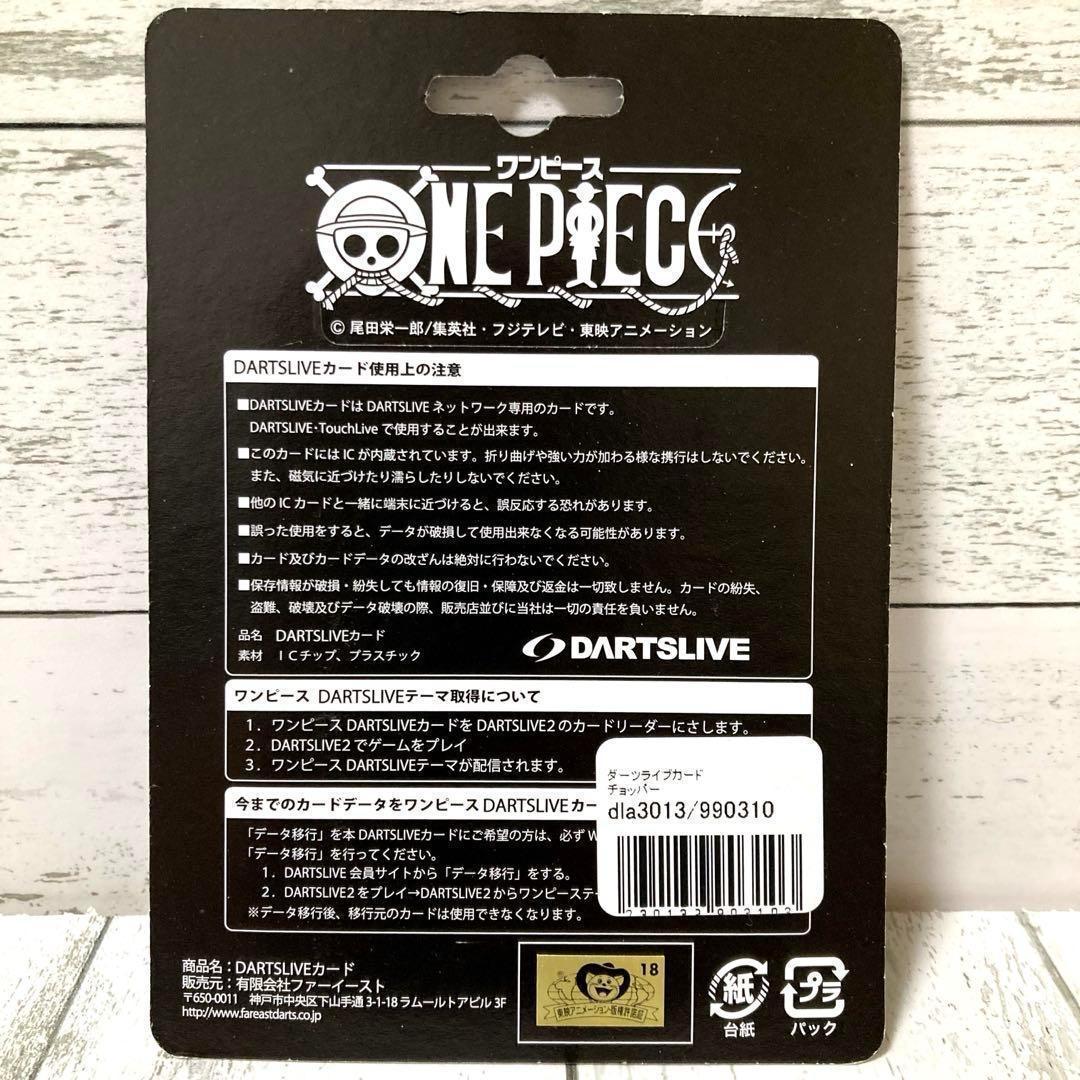 ワンピース
ONE PIECE
© 尾田栄一郎/集英社・フジテレビ・東映アニメーション
DARTSLIVEカード使用上の注意
■DARTSLIVEカードは DARTSLIVE ネットワーク専用のカードです。
DARTSLIVE・TouchLive で使用することが出来ます。
■このカードには IC が内蔵されています。折り曲げや強い力が加わる様な携行はしないでください。
また、磁気に近づけたり濡らしたりしないでください。
■他の IC カードと一緒に端末に近づけると、誤反応する恐れがあります。
■誤った使用をすると、データが破損して使用出来なくなる可能性があります。
■カード及びカードデータの改ざんは絶対に行わないでください。
■保存情報が破損・紛失しても情報の復旧・保障及び返金は一切致しません。カードの紛失、
盗難、破壊及びデータ破壊の際、販売店並びに当社は一切の責任を負いません。
品名 DARTSLIVEカード
素材 ICチップ、プラスチック
DARTSLIVE
ワンピース DARTSLIVEテーマ取得について
1. ワンピース DARTSLIVEカードを DARTSLIVE2 のカードリーダーにさします。
2. DARTSLIVE2 でゲームをプレイ
3. ワンピース DARTSLIVEテーマが配信されます。
今までのカードデータをワンピース DARTSLIVEカー
「データ移行」を本 DARTSLIVEカードにご希望の方は、必ず W
「データ移行」を行ってください。
1. DARTSLIVE 会員サイトから「データ移行」をする。
2. DARTSLIVE2 をプレイ→DARTSLIVE2 からワンピーステ
※データ移行後、移行元のカードは使用できなくなります。
ダーツライブカード
チョッパー
dla3013/990310
商品名：DARTSLIVEカード
販売元：有限会社ファーイースト
〒650-0011 神戸市中央区下山手通 3-1-18 ラムールトアビル 3F
http://www.fareastdarts.co.jp
18
東映アニメーション・版権許諾証
紙
台紙
プラ
パック